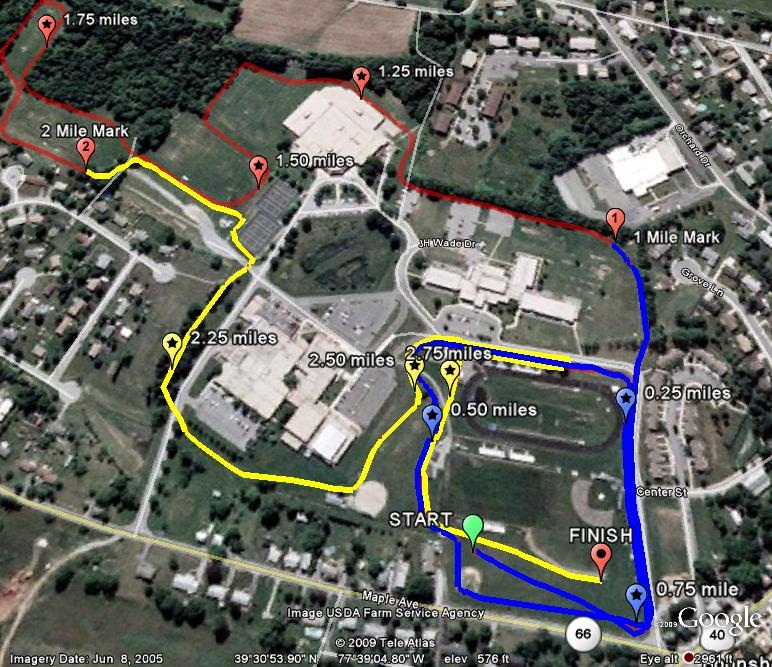 1.75 miles
1.25 miles
2 Mile Mark
2
Orchard Dr
1.50 miles
1
1 Mile Mark
JH Wade Dr
Grove Ln
2.25 miles
2.50 miles
2.75 miles
0.25 miles
0.50 miles
Center St
START
FINISH
0.75 mile
Maple Ave
Image USDA Farm Service Agency
©2009 Google
66
40
© 2009 Tele Atlas
Imagery Date: Jun 8, 2005 39°30'53.90" N 77°39'04.80" W elev 576 ft Eye alt 2961 ft